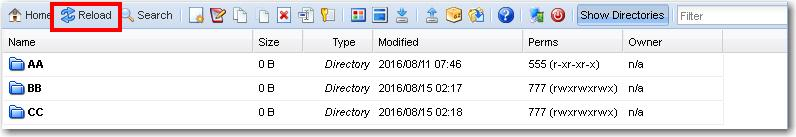 Home Reload Search Show Directories Filter
Name Size Type Modified Perms Owner
AA 0 B Directory 2016/08/11 07:46 555 (r-xr-xr-x) n/a
BB 0 B Directory 2016/08/15 02:17 777 (rwxrwxrwx) n/a
CC 0 B Directory 2016/08/15 02:18 777 (rwxrwxrwx) n/a